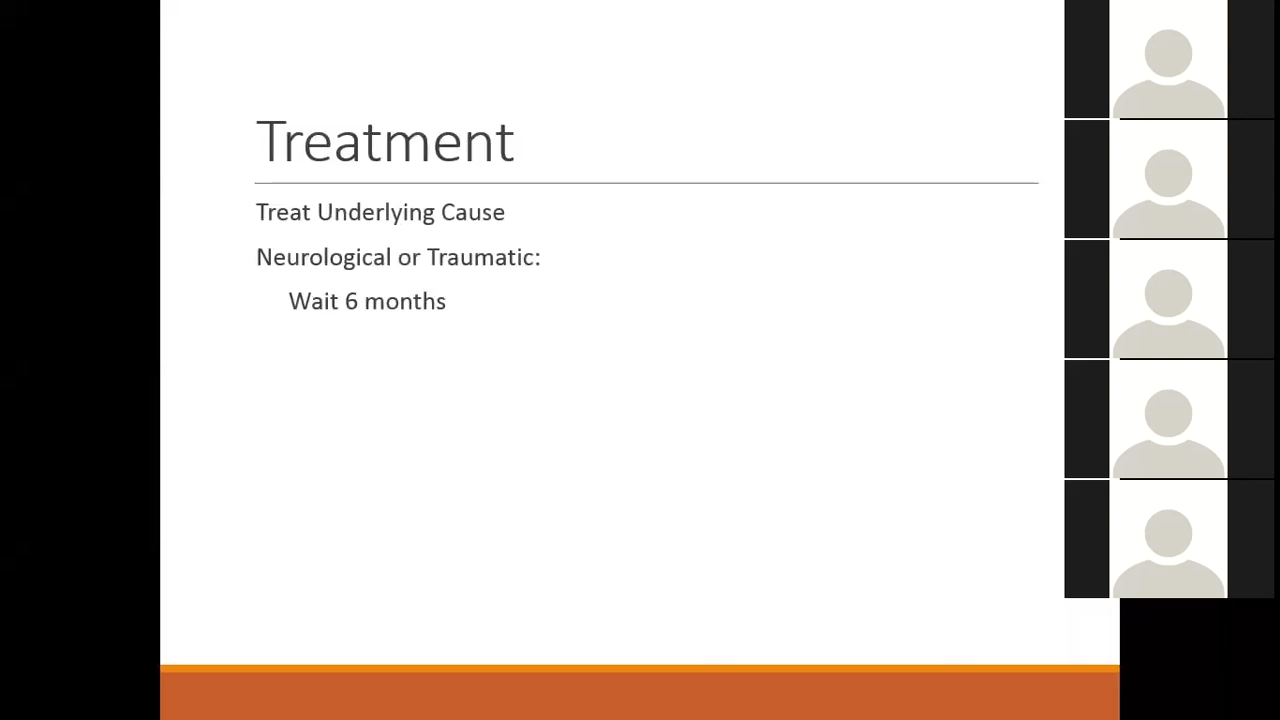 Treatment
Treat Underlying Cause
Neurological or Traumatic:
Wait 6 months